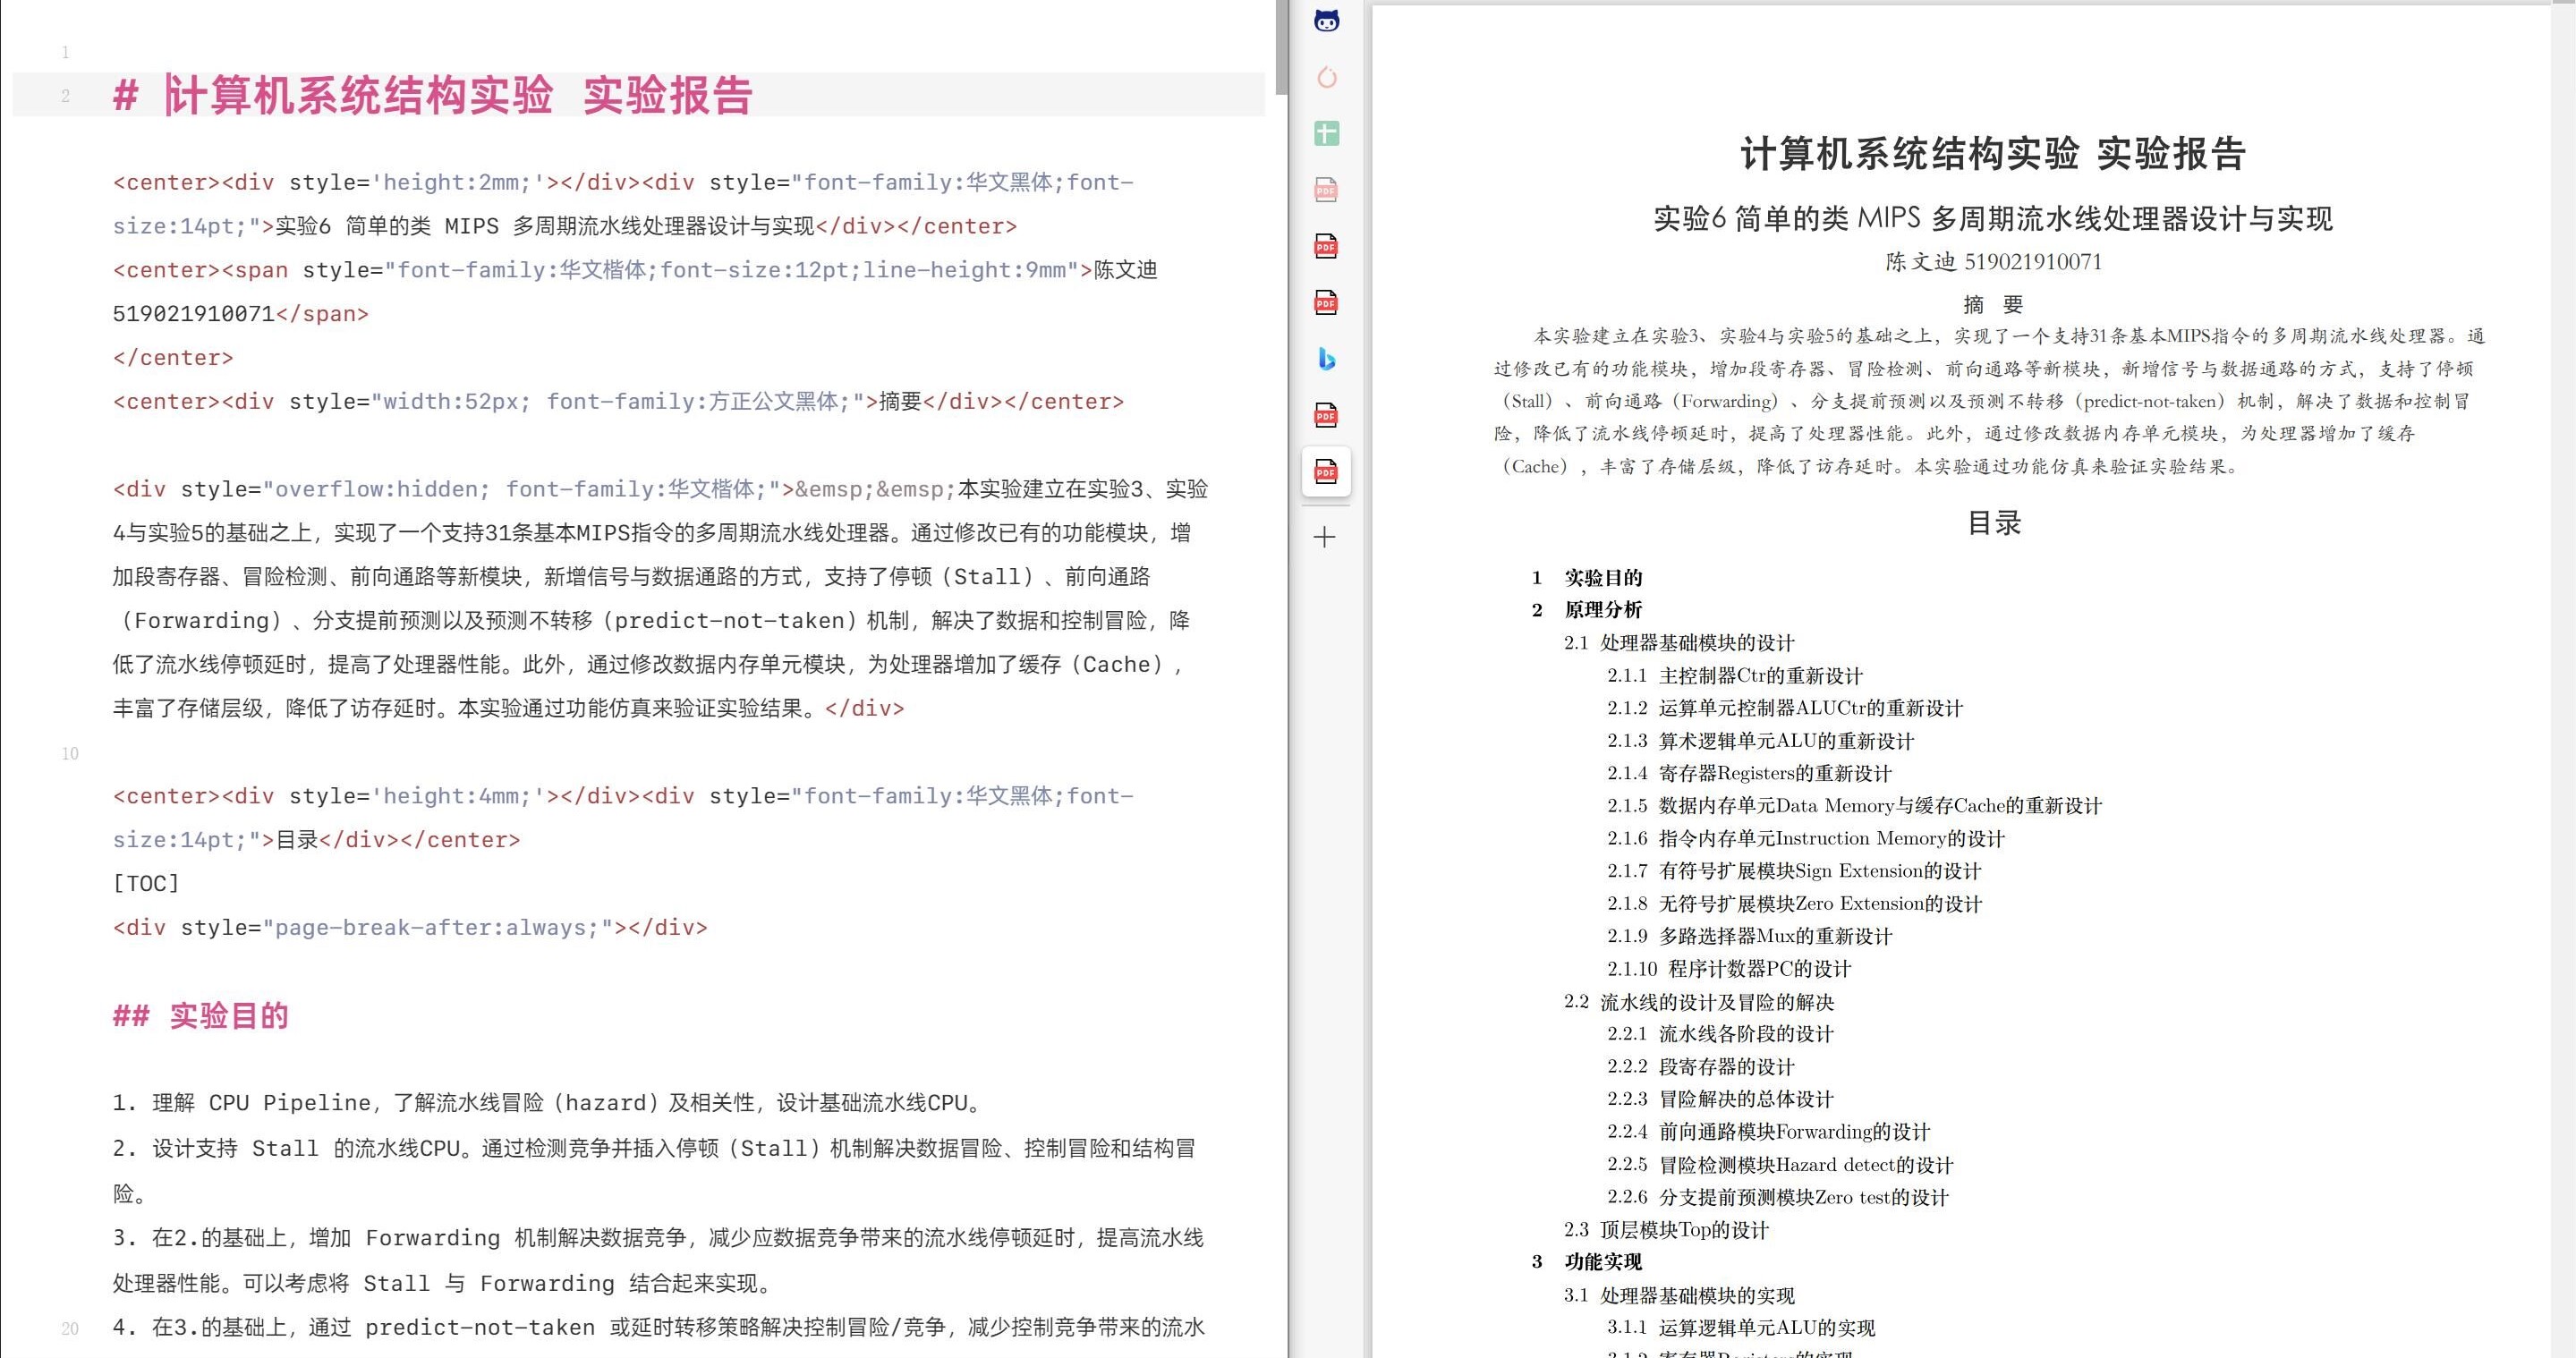 1
2 # 计算机系统结构实验 实验报告
<center><div style='height:2mm;'></div><div style="font-family:华文黑体;font-
size:14pt;">实验6 简单的类 MIPS 多周期流水线处理器设计与实现</div></center>
<center><span style="font-family:华文楷体;font-size:12pt;line-height:9mm">陈文迪
519021910071</span>
</center>
<center><div style="width:52px; font-family:方正公文黑体;">摘要</div></center>
<div style="overflow:hidden; font-family:华文楷体;">&emsp;&emsp;本实验建立在实验3、实验
4与实验5的基础之上，实现了一个支持31条基本MIPS指令的多周期流水线处理器。通过修改已有的功能模块，增
加段寄存器、冒险检测、前向通路等新模块，新增信号与数据通路的方式，支持了停顿（Stall）、前向通路
（Forwarding）、分支提前预测以及预测不转移（predict-not-taken）机制，解决了数据和控制冒险，降
低了流水线停顿延时，提高了处理器性能。此外，通过修改数据内存单元模块，为处理器增加了缓存（Cache），
丰富了存储层级，降低了访存延时。本实验通过功能仿真来验证实验结果。</div>
10
<center><div style='height:4mm;'></div><div style="font-family:华文黑体;font-
size:14pt;">目录</div></center>
[TOC]
<div style="page-break-after:always;"></div>
## 实验目的
1. 理解 CPU Pipeline，了解流水线冒险（hazard）及相关性，设计基础流水线CPU。
2. 设计支持 Stall 的流水线CPU。通过检测竞争并插入停顿（Stall）机制解决数据冒险、控制冒险和结构冒
险。
3. 在2.的基础上，增加 Forwarding 机制解决数据竞争，减少应数据竞争带来的流水线停顿延时，提高流水线
处理器性能。可以考虑将 Stall 与 Forwarding 结合起来实现。
20 4. 在3.的基础上，通过 predict-not-taken 或延时转移策略解决控制冒险/竞争，减少控制竞争带来的流水
PDF
PDF
PDF
PDF
PDF
计算机系统结构实验 实验报告
实验6 简单的类 MIPS 多周期流水线处理器设计与实现
陈文迪 519021910071
摘 要
本实验建立在实验3、实验4与实验5的基础之上，实现了一个支持31条基本MIPS指令的多周期流水线处理器。通
过修改已有的功能模块，增加段寄存器、冒险检测、前向通路等新模块，新增信号与数据通路的方式，支持了停顿
（Stall）、前向通路（Forwarding）、分支提前预测以及预测不转移（predict-not-taken）机制，解决了数据和控制冒
险，降低了流水线停顿延时，提高了处理器性能。此外，通过修改数据内存单元模块，为处理器增加了缓存
（Cache），丰富了存储层级，降低了访存延时。本实验通过功能仿真来验证实验结果。
目录
1 实验目的
2 原理分析
2.1 处理器基础模块的设计
2.1.1 主控制器Ctr的重新设计
2.1.2 运算单元控制器ALUCtr的重新设计
2.1.3 算术逻辑单元ALU的重新设计
2.1.4 寄存器Registers的重新设计
2.1.5 数据内存单元Data Memory与缓存Cache的重新设计
2.1.6 指令内存单元Instruction Memory的设计
2.1.7 有符号扩展模块Sign Extension的设计
2.1.8 无符号扩展模块Zero Extension的设计
2.1.9 多路选择器Mux的重新设计
2.1.10 程序计数器PC的设计
2.2 流水线的设计及冒险的解决
2.2.1 流水线各阶段的设计
2.2.2 段寄存器的设计
2.2.3 冒险解决的总体设计
2.2.4 前向通路模块Forwarding的设计
2.2.5 冒险检测模块Hazard detect的设计
2.2.6 分支提前预测模块Zero test的设计
2.3 顶层模块Top的设计
3 功能实现
3.1 处理器基础模块的实现
3.1.1 运算逻辑单元ALU的实现
3.1.2 寄存器Registers的实现